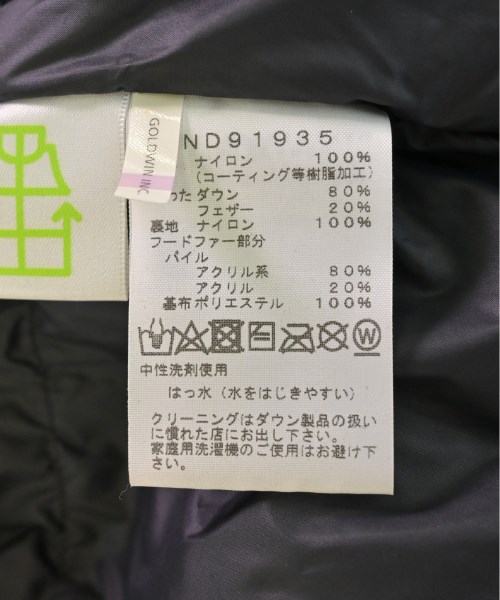 GOLDWIN INC
ND91935
ナイロン 100%
(コーティング等樹脂加工)
った ダウン 80%
フェザー 20%
裏地 ナイロン 100%
フードファー部分
パイル
アクリル系 80%
アクリル 20%
基布ポリエステル 100%
W
中性洗剤使用
はっ水（水をはじきやすい）
クリーニングはダウン製品の扱い
に慣れた店にお出し下さい。
家庭用洗濯機のご使用はお避け下
さい。